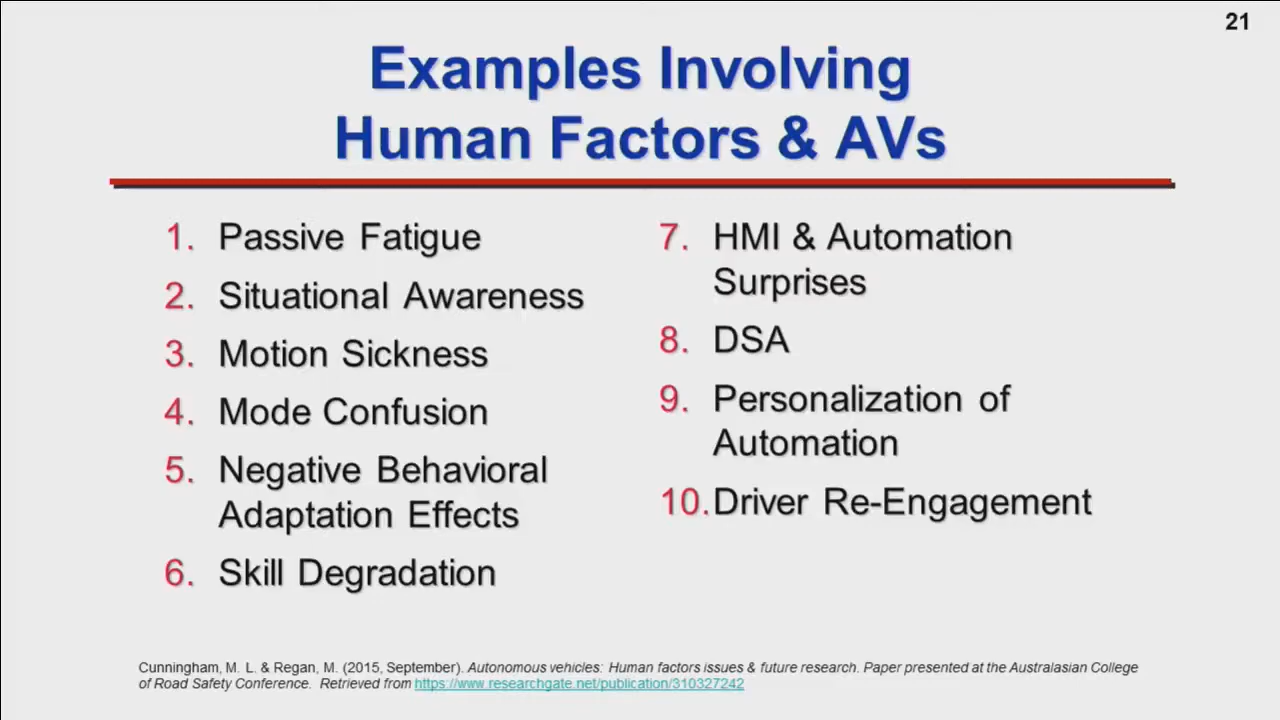 21
Examples Involving
Human Factors & AVs
1. Passive Fatigue
2. Situational Awareness
3. Motion Sickness
4. Mode Confusion
5. Negative Behavioral
Adaptation Effects
6. Skill Degradation
7. HMI & Automation
Surprises
8. DSA
9. Personalization of
Automation
10. Driver Re-Engagement
Cunningham, M. L. & Regan, M. (2015, September). Autonomous vehicles: Human factors issues & future research. Paper presented at the Australasian College
of Road Safety Conference. Retrieved from https://www.researchgate.net/publication/310327242